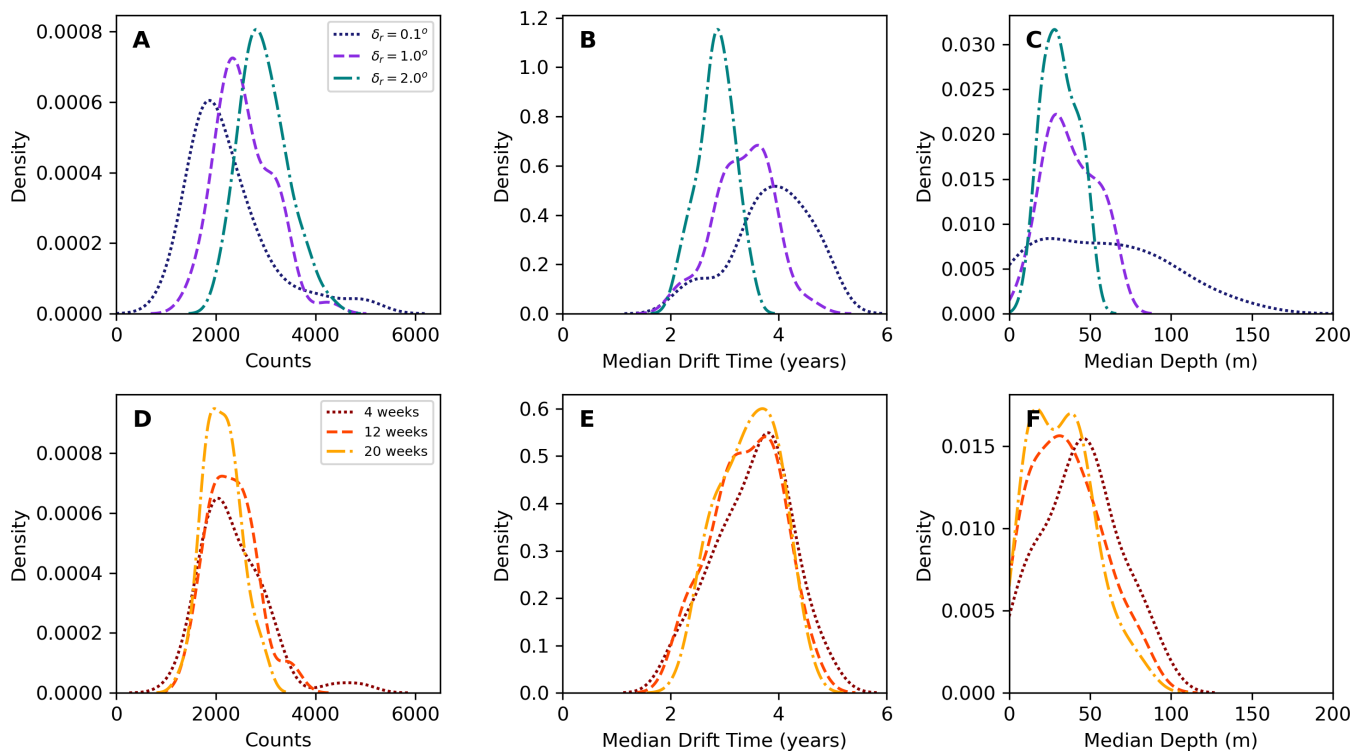 A
δr = 0.1°
δr = 1.0°
δr = 2.0°
0.0008
0.0006
0.0004
0.0002
0.0000
Density
0 2000 4000 6000
Counts
B
1.2
1.0
0.8
0.6
0.4
0.2
0.0
Density
0 2 4 6
Median Drift Time (years)
C
0.030
0.025
0.020
0.015
0.010
0.005
0.000
Density
0 50 100 150 200
Median Depth (m)
D
4 weeks
12 weeks
20 weeks
0.0008
0.0006
0.0004
0.0002
0.0000
Density
0 2000 4000 6000
Counts
E
0.6
0.5
0.4
0.3
0.2
0.1
0.0
Density
0 2 4 6
Median Drift Time (years)
F
0.015
0.010
0.005
0.000
Density
0 50 100 150 200
Median Depth (m)